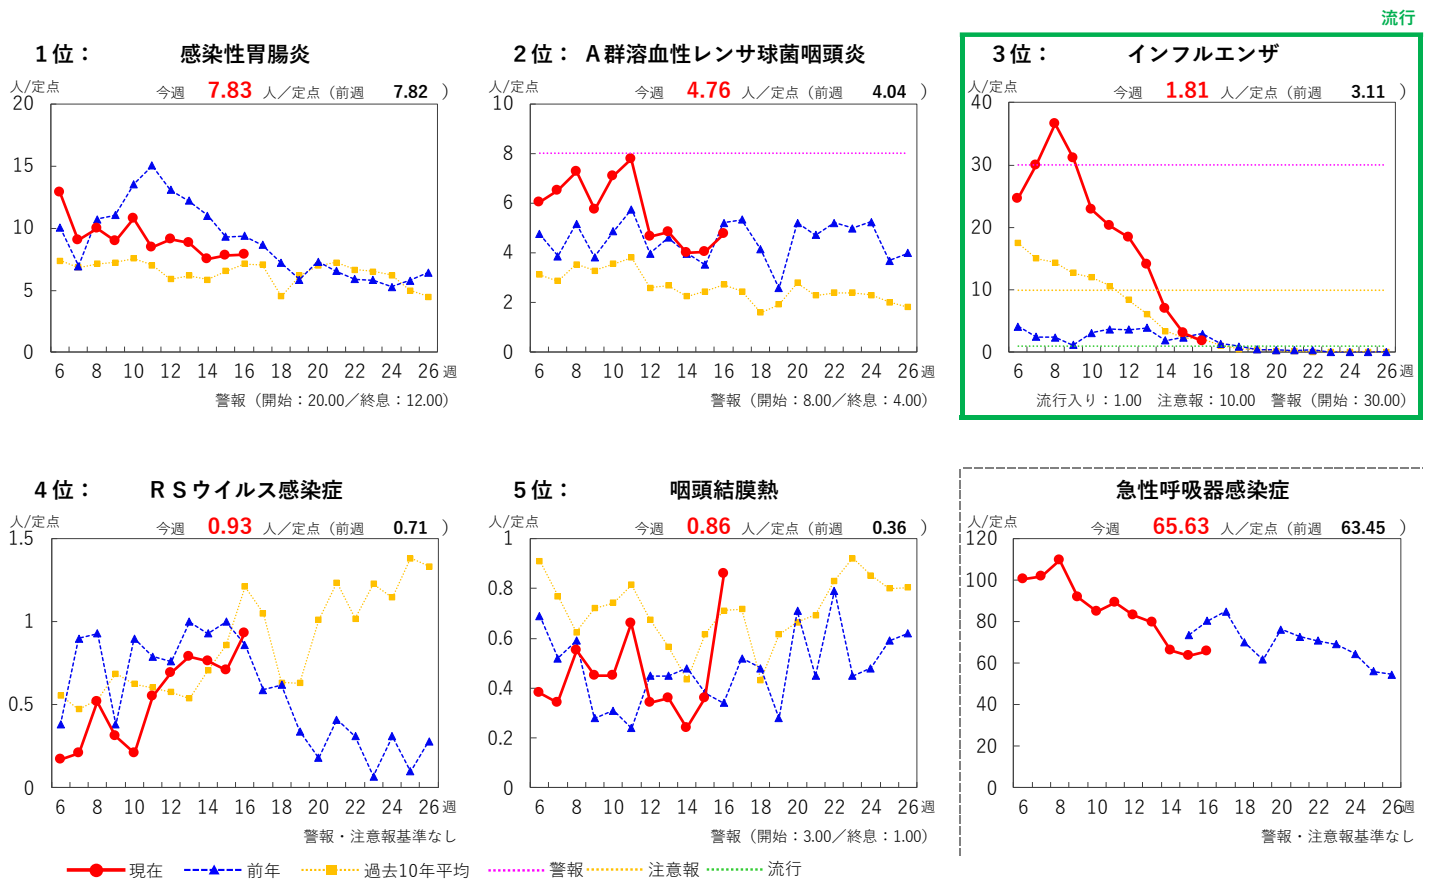 流行
１位： 感染性胃腸炎
人/定点 今週 7.83 人／定点（前週 7.82 ）
20
15
10
5
0
6 8 10 12 14 16 18 20 22 24 26 週
警報（開始：20.00／終息：12.00）
２位： Ａ群溶血性レンサ球菌咽頭炎
人/定点 今週 4.76 人／定点（前週 4.04 ）
10
8
6
4
2
0
6 8 10 12 14 16 18 20 22 24 26 週
警報（開始：8.00／終息：4.00）
３位： インフルエンザ
人/定点 今週 1.81 人／定点（前週 3.11 ）
40
30
20
10
0
6 8 10 12 14 16 18 20 22 24 26 週
流行入り：1.00 注意報：10.00 警報（開始：30.00）
４位： ＲＳウイルス感染症
人/定点 今週 0.93 人／定点（前週 0.71 ）
1.5
1
0.5
0
6 8 10 12 14 16 18 20 22 24 26 週
警報・注意報基準なし
５位： 咽頭結膜熱
人/定点 今週 0.86 人／定点（前週 0.36 ）
1
0.8
0.6
0.4
0.2
0
6 8 10 12 14 16 18 20 22 24 26 週
警報（開始：3.00／終息：1.00）
急性呼吸器感染症
人/定点 今週 65.63 人／定点（前週 63.45 ）
120
100
80
60
40
20
0
6 8 10 12 14 16 18 20 22 24 26 週
警報・注意報基準なし
現在 前年 過去10年平均 警報 注意報 流行